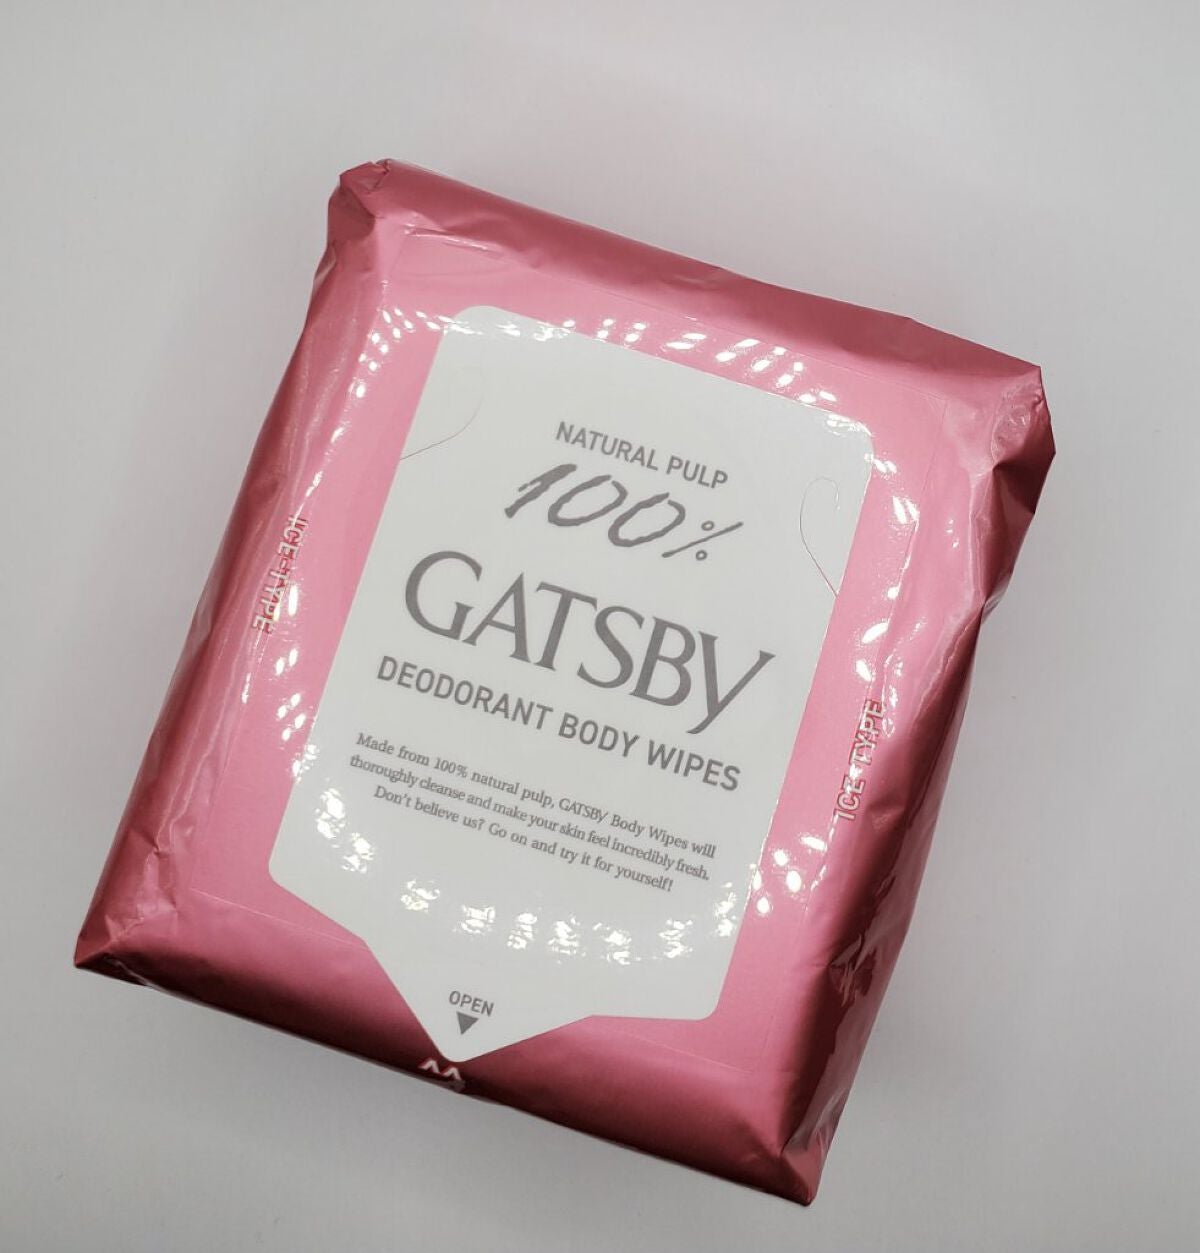 NATURAL PULP
100%
GATSBY
DEODORANT BODY WIPES
Made from 100% natural pulp, GATSBY Body Wipes will
thoroughly cleanse and make your skin feel incredibly fresh.
Don't believe us? Go on and try it for yourself!
OPEN
ICE-TYPE
ICE-TYPE